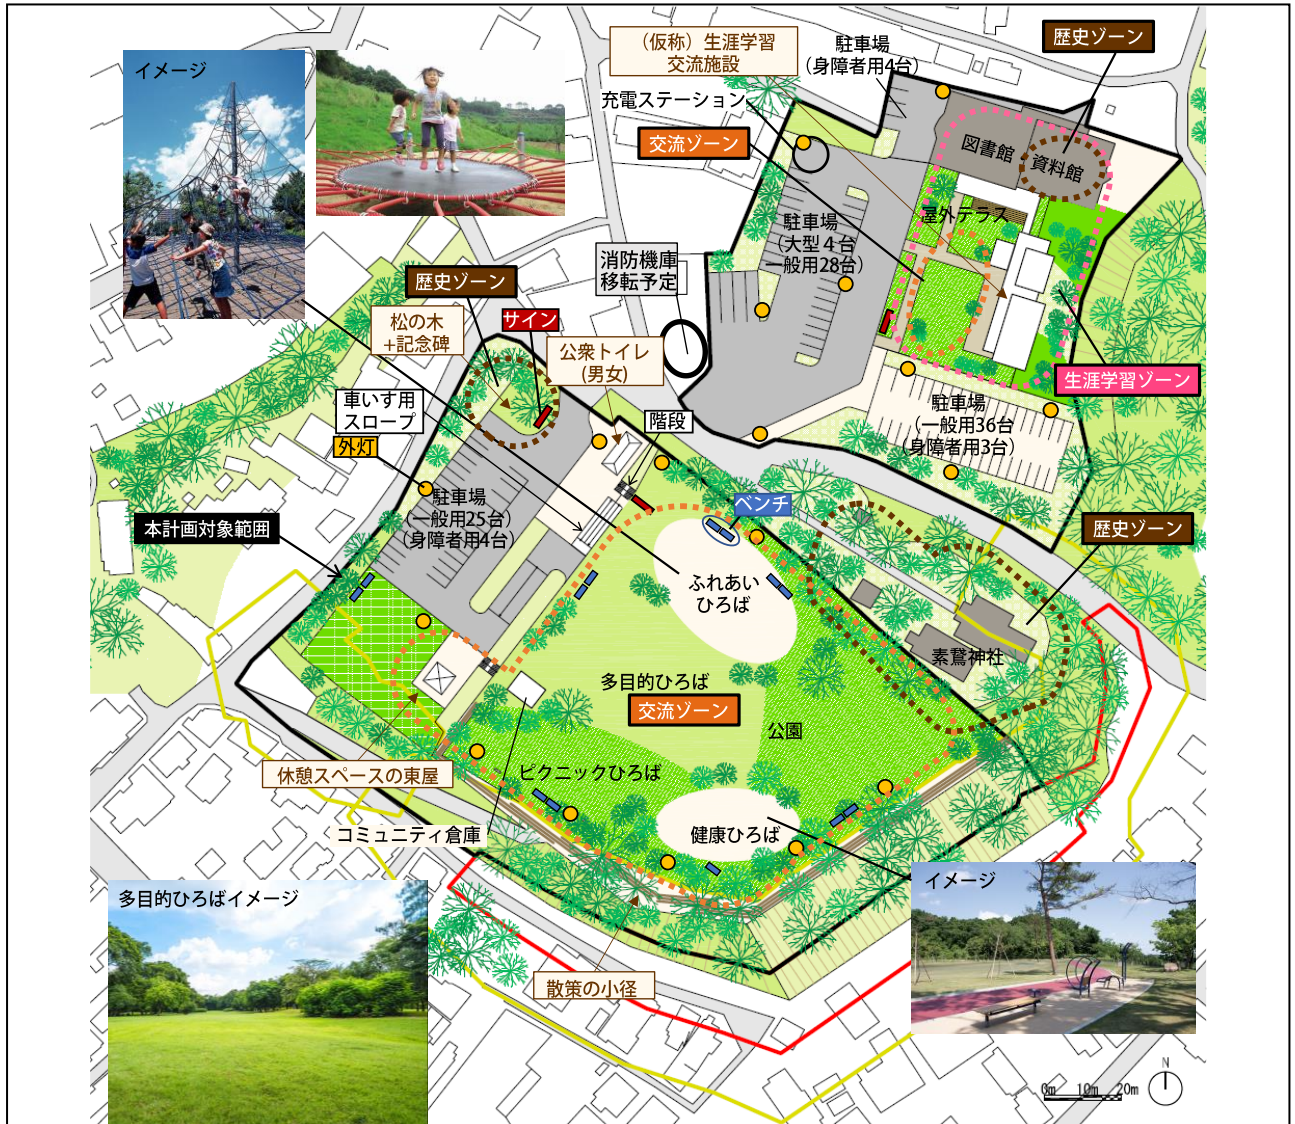 イメージ
（仮称）生涯学習
交流施設
駐車場
（身障者用4台）
歴史ゾーン
充電ステーション
交流ゾーン
図書館
資料館
屋外テラス
駐車場
（大型４台
一般用28台）
消防機庫
移転予定
歴史ゾーン
サイン
松の木
+記念碑
公衆トイレ
(男女)
生涯学習ゾーン
車いす用
スロープ
階段
駐車場
（一般用36台
（身障者用3台）
外灯
駐車場
（一般用25台）
（身障者用4台）
ベンチ
本計画対象範囲
歴史ゾーン
ふれあい
ひろば
素鵞神社
多目的ひろば
交流ゾーン
公園
休憩スペースの東屋
ピクニックひろば
コミュニティ倉庫
健康ひろば
多目的ひろばイメージ
イメージ
散策の小径
N
0m 10m 20m